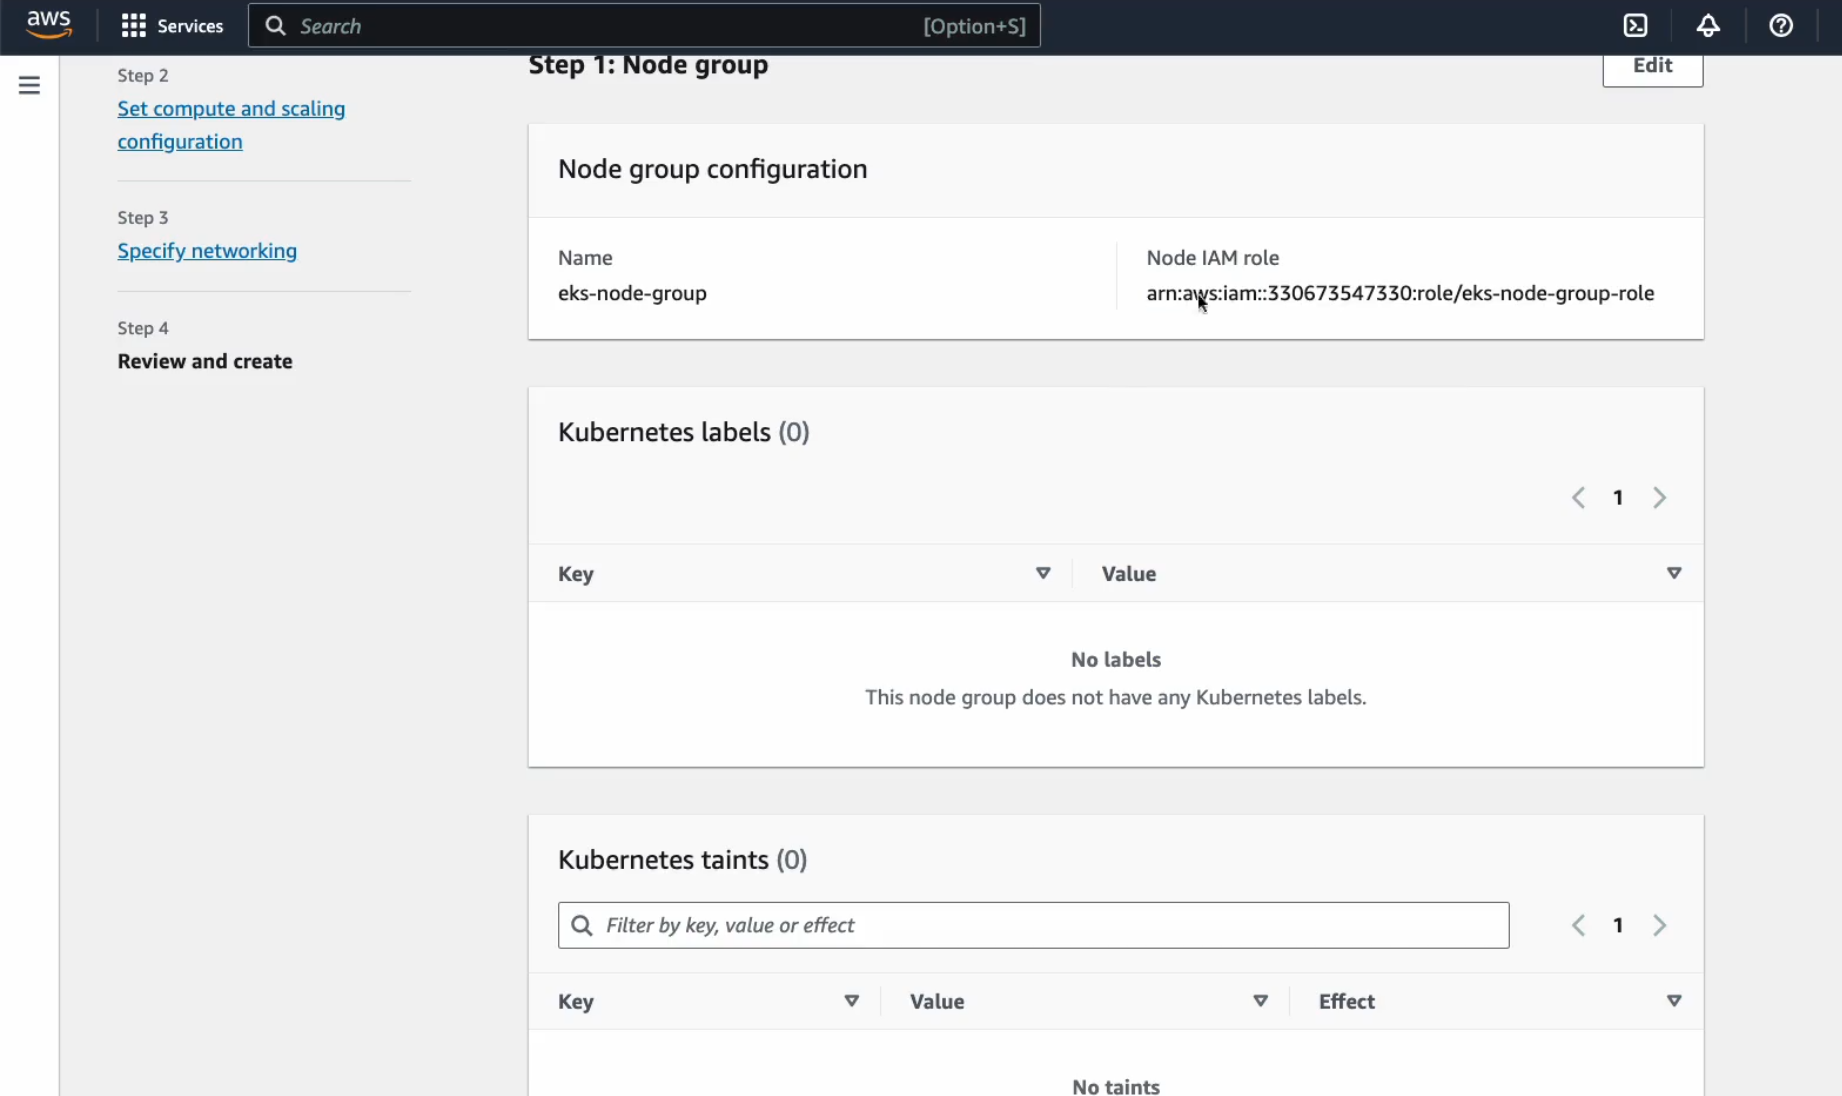 aws
Services
Search
[Option+S]
Step 2
Set compute and scaling
configuration
Step 3
Specify networking
Step 4
Review and create
Step 1: Node group
Edit
Node group configuration
Name
eks-node-group
Node IAM role
arn:aws:iam::330673547330:role/eks-node-group-role
Kubernetes labels (0)
1
Key
Value
No labels
This node group does not have any Kubernetes labels.
Kubernetes taints (0)
Filter by key, value or effect
1
Key
Value
Effect
No taints